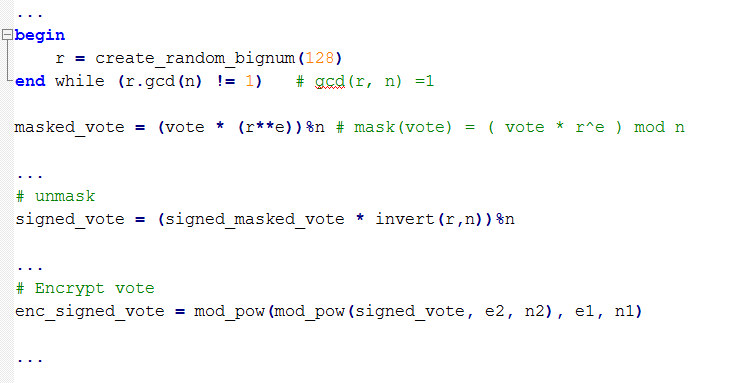 ...
begin
r = create_random_bignum(128)
end while (r.gcd(n) != 1)   # gcd(r, n) =1
masked_vote = (vote * (r**e))%n # mask(vote) = ( vote * r^e ) mod n
...
# unmask
signed_vote = (signed_masked_vote * invert(r,n))%n
...
# Encrypt vote
enc_signed_vote = mod_pow(mod_pow(signed_vote, e2, n2), e1, n1)
...